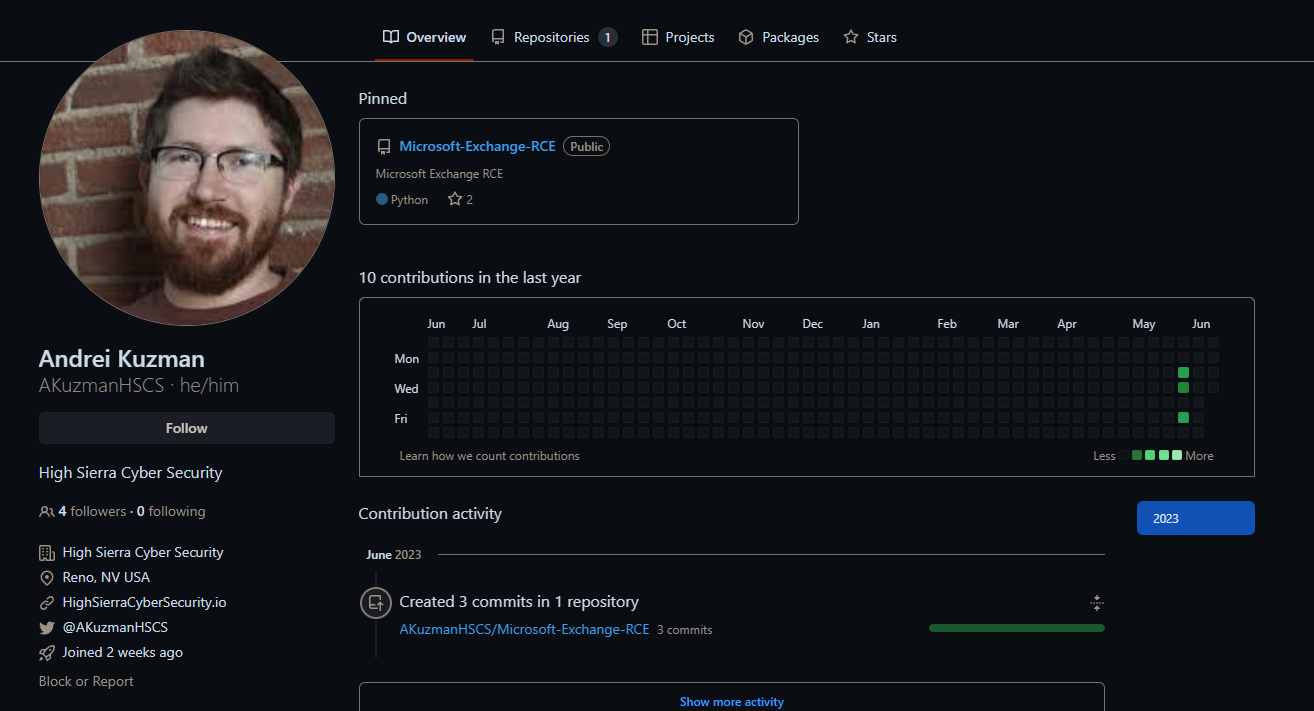 Overview Repositories 1 Projects Packages Stars
Pinned
Microsoft-Exchange-RCE Public
Microsoft Exchange RCE
Python 2
10 contributions in the last year
Jun Jul Aug Sep Oct Nov Dec Jan Feb Mar Apr May Jun
Mon
Wed
Fri
Learn how we count contributions
Less More
Andrei Kuzman
AKuzmanHSCS · he/him
Follow
High Sierra Cyber Security
4 followers · 0 following
High Sierra Cyber Security
Reno, NV USA
HighSierraCyberSecurity.io
@AKuzmanHSCS
Joined 2 weeks ago
Block or Report
Contribution activity
2023
June 2023
Created 3 commits in 1 repository
AKuzmanHSCS/Microsoft-Exchange-RCE 3 commits
Show more activity